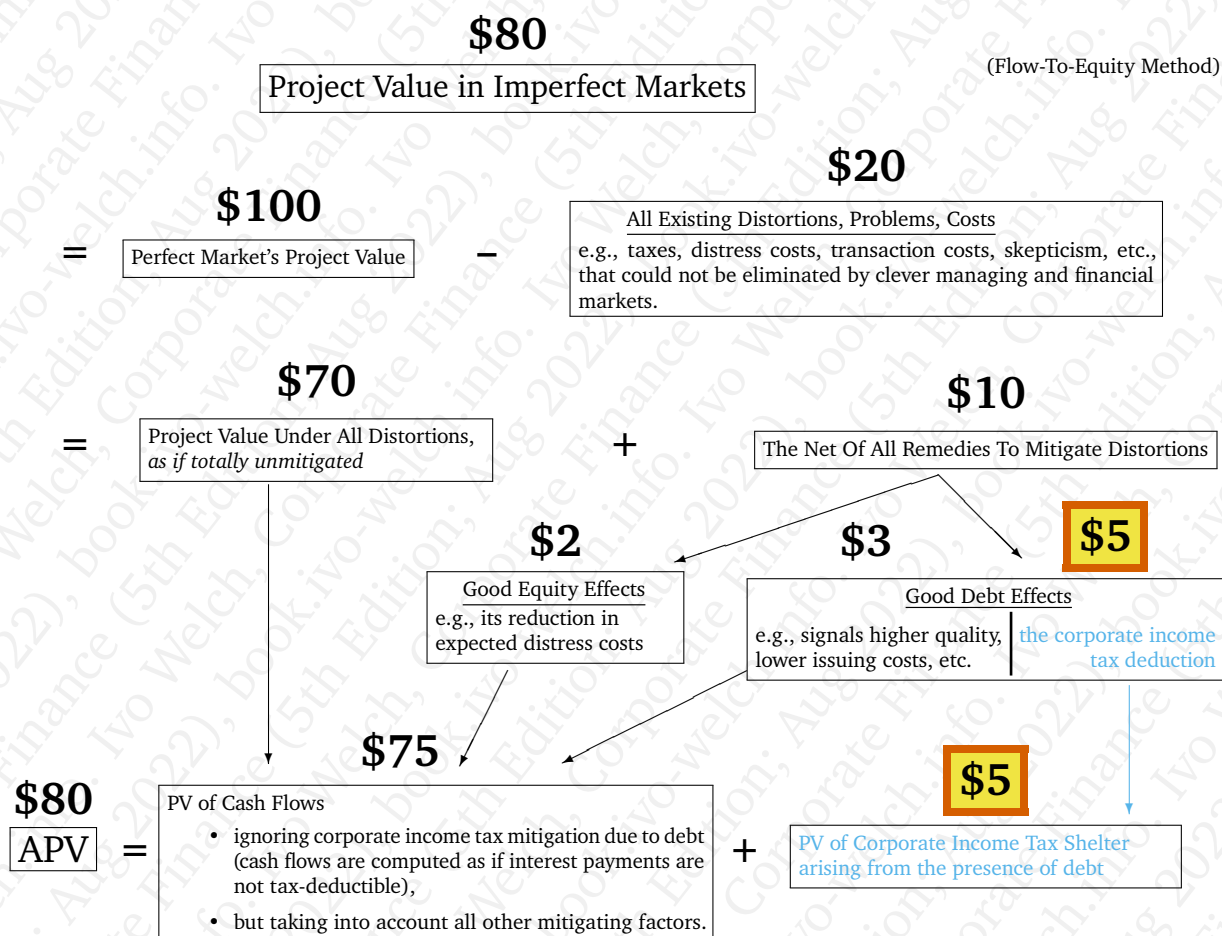 $80
Project Value in Imperfect Markets
(Flow-To-Equity Method)
$100
$20
=
Perfect Market's Project Value
–
All Existing Distortions, Problems, Costs
e.g., taxes, distress costs, transaction costs, skepticism, etc.,
that could not be eliminated by clever managing and financial
markets.
$70
$10
=
Project Value Under All Distortions,
as if totally unmitigated
+
The Net Of All Remedies To Mitigate Distortions
$2
$3
$5
Good Equity Effects
e.g., its reduction in
expected distress costs
Good Debt Effects
e.g., signals higher quality,
lower issuing costs, etc.
the corporate income
tax deduction
$75
$5
$80
APV
=
PV of Cash Flows
• ignoring corporate income tax mitigation due to debt
(cash flows are computed as if interest payments are
not tax-deductible),
• but taking into account all other mitigating factors.
+
PV of Corporate Income Tax Shelter
arising from the presence of debt